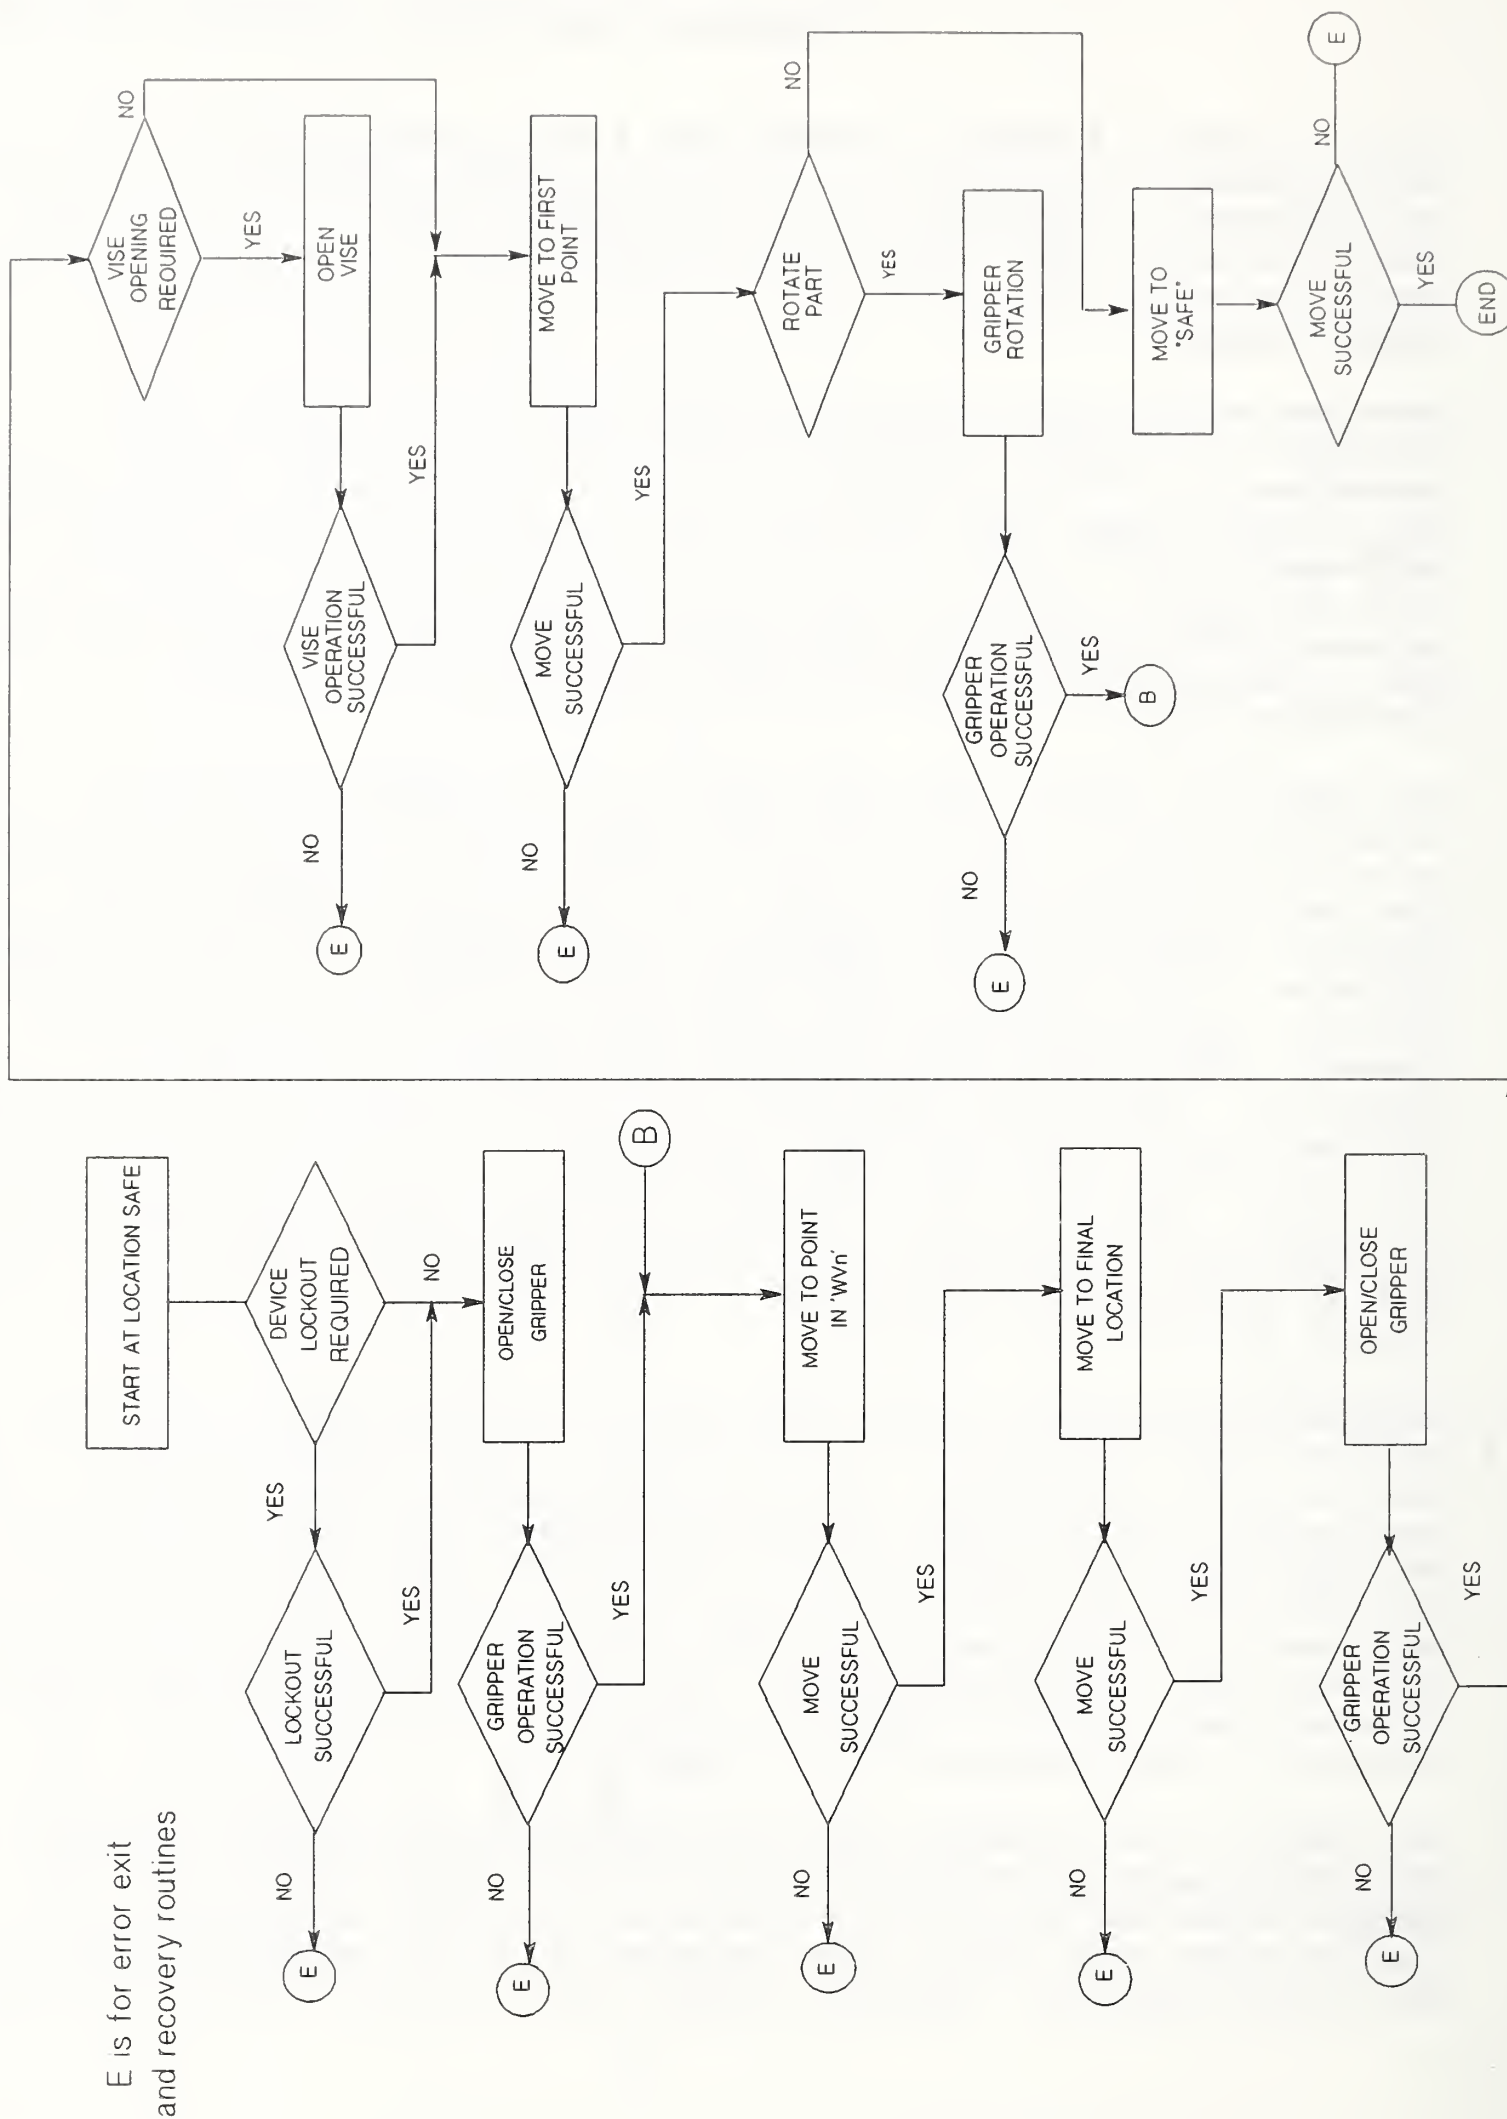 E is for error exit
and recovery routines
START AT LOCATION SAFE
DEVICE
LOCKOUT
REQUIRED
YES
NO
LOCKOUT
SUCCESSFUL
NO
E
YES
OPEN/CLOSE
GRIPPER
GRIPPER
OPERATION
SUCCESSFUL
NO
E
YES
B
MOVE TO POINT
IN 'WVn'
MOVE
SUCCESSFUL
NO
E
YES
MOVE TO FINAL
LOCATION
MOVE
SUCCESSFUL
NO
E
YES
OPEN/CLOSE
GRIPPER
GRIPPER
OPERATION
SUCCESSFUL
NO
E
YES
VISE
OPENING
REQUIRED
NO
YES
OPEN
VISE
VISE
OPERATION
SUCCESSFUL
NO
E
YES
MOVE TO FIRST
POINT
MOVE
SUCCESSFUL
NO
E
YES
ROTATE
PART
NO
YES
GRIPPER
ROTATION
GRIPPER
OPERATION
SUCCESSFUL
NO
E
YES
B
MOVE TO
"SAFE"
MOVE
SUCCESSFUL
NO
E
YES
END